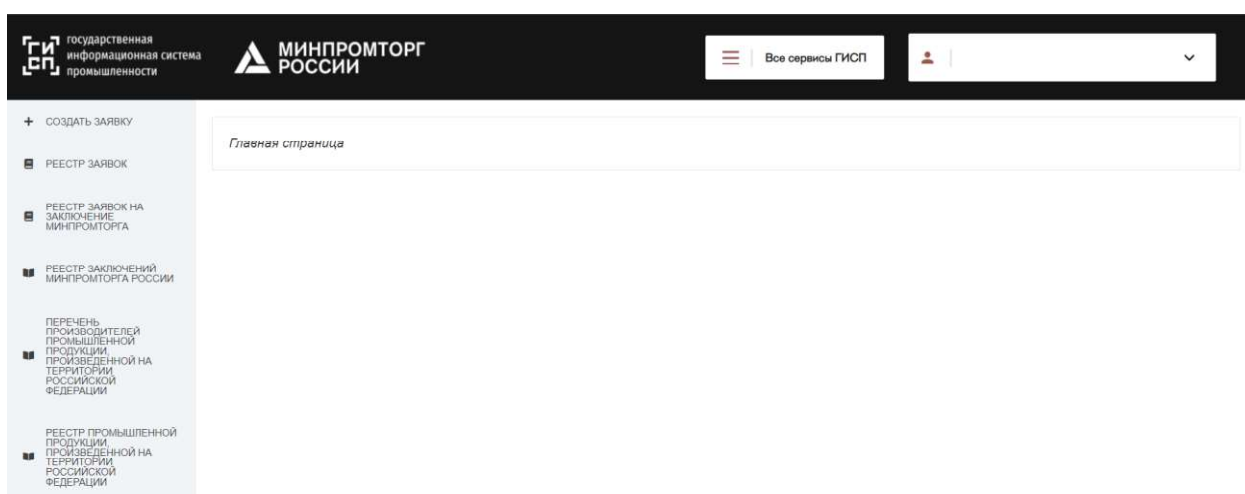 ГИСП
государственная
информационная система
промышленности
МИНПРОМТОРГ
РОССИИ
Все сервисы ГИСП
СОЗДАТЬ ЗАЯВКУ
Главная страница
РЕЕСТР ЗАЯВОК
РЕЕСТР ЗАЯВОК НА
ЗАКЛЮЧЕНИЕ
МИНПРОМТОРГА
РЕЕСТР ЗАКЛЮЧЕНИЙ
МИНПРОМТОРГА РОССИИ
ПЕРЕЧЕНЬ
ПРОИЗВОДИТЕЛЕЙ
ПРОМЫШЛЕННОЙ
ПРОДУКЦИИ,
ПРОИЗВЕДЕННОЙ НА
ТЕРРИТОРИИ
РОССИЙСКОЙ
ФЕДЕРАЦИИ
РЕЕСТР ПРОМЫШЛЕННОЙ
ПРОДУКЦИИ,
ПРОИЗВЕДЕННОЙ НА
ТЕРРИТОРИИ
РОССИЙСКОЙ
ФЕДЕРАЦИИ